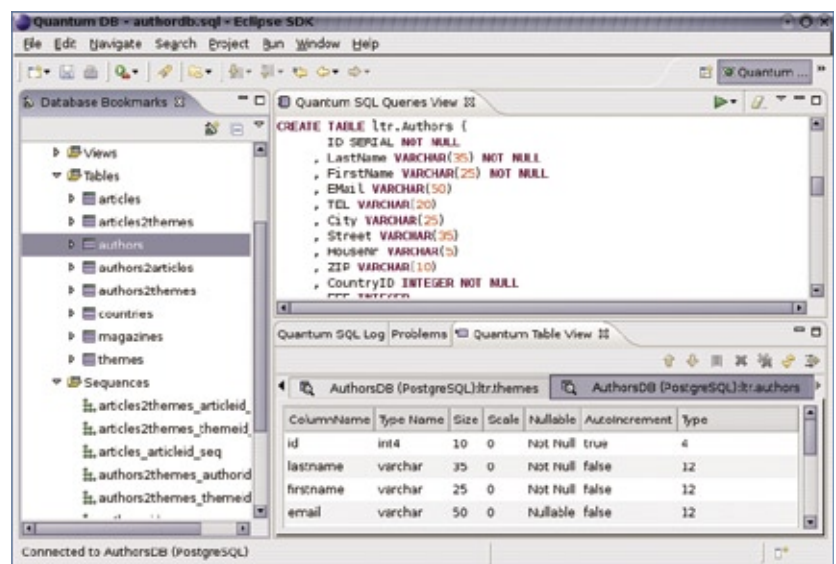 Quantum DB - authordb.sql - Eclipse SDK
File Edit Navigate Search Project Run Window Help
Quantum ...
Database Bookmarks
Views
Tables
articles
articles2themes
authors
authors2articles
authors2themes
countries
magazines
themes
Sequences
articles2themes_articleid_
articles2themes_themeid_
articles_articleid_seq
authors2themes_authorid
authors2themes_themeid
Quantum SQL Queries View
CREATE TABLE ltr.Authors (
ID SERIAL NOT NULL
, LastName VARCHAR(35) NOT NULL
, FirstName VARCHAR(25) NOT NULL
, EMail VARCHAR(50)
, TEL VARCHAR(20)
, City VARCHAR(25)
, Street VARCHAR(35)
, HouseNr VARCHAR(5)
, ZIP VARCHAR(10)
, CountryID INTEGER NOT NULL
Quantum SQL Log Problems Quantum Table View
AuthorsDB (PostgreSQL):ltr.themes AuthorsDB (PostgreSQL):ltr.authors
ColumnName Type Name Size Scale Nullable AutoIncrement Type
id int4 10 0 Not Null true 4
lastname varchar 35 0 Not Null false 12
firstname varchar 25 0 Not Null false 12
email varchar 50 0 Nullable false 12
Connected to AuthorsDB (PostgreSQL)